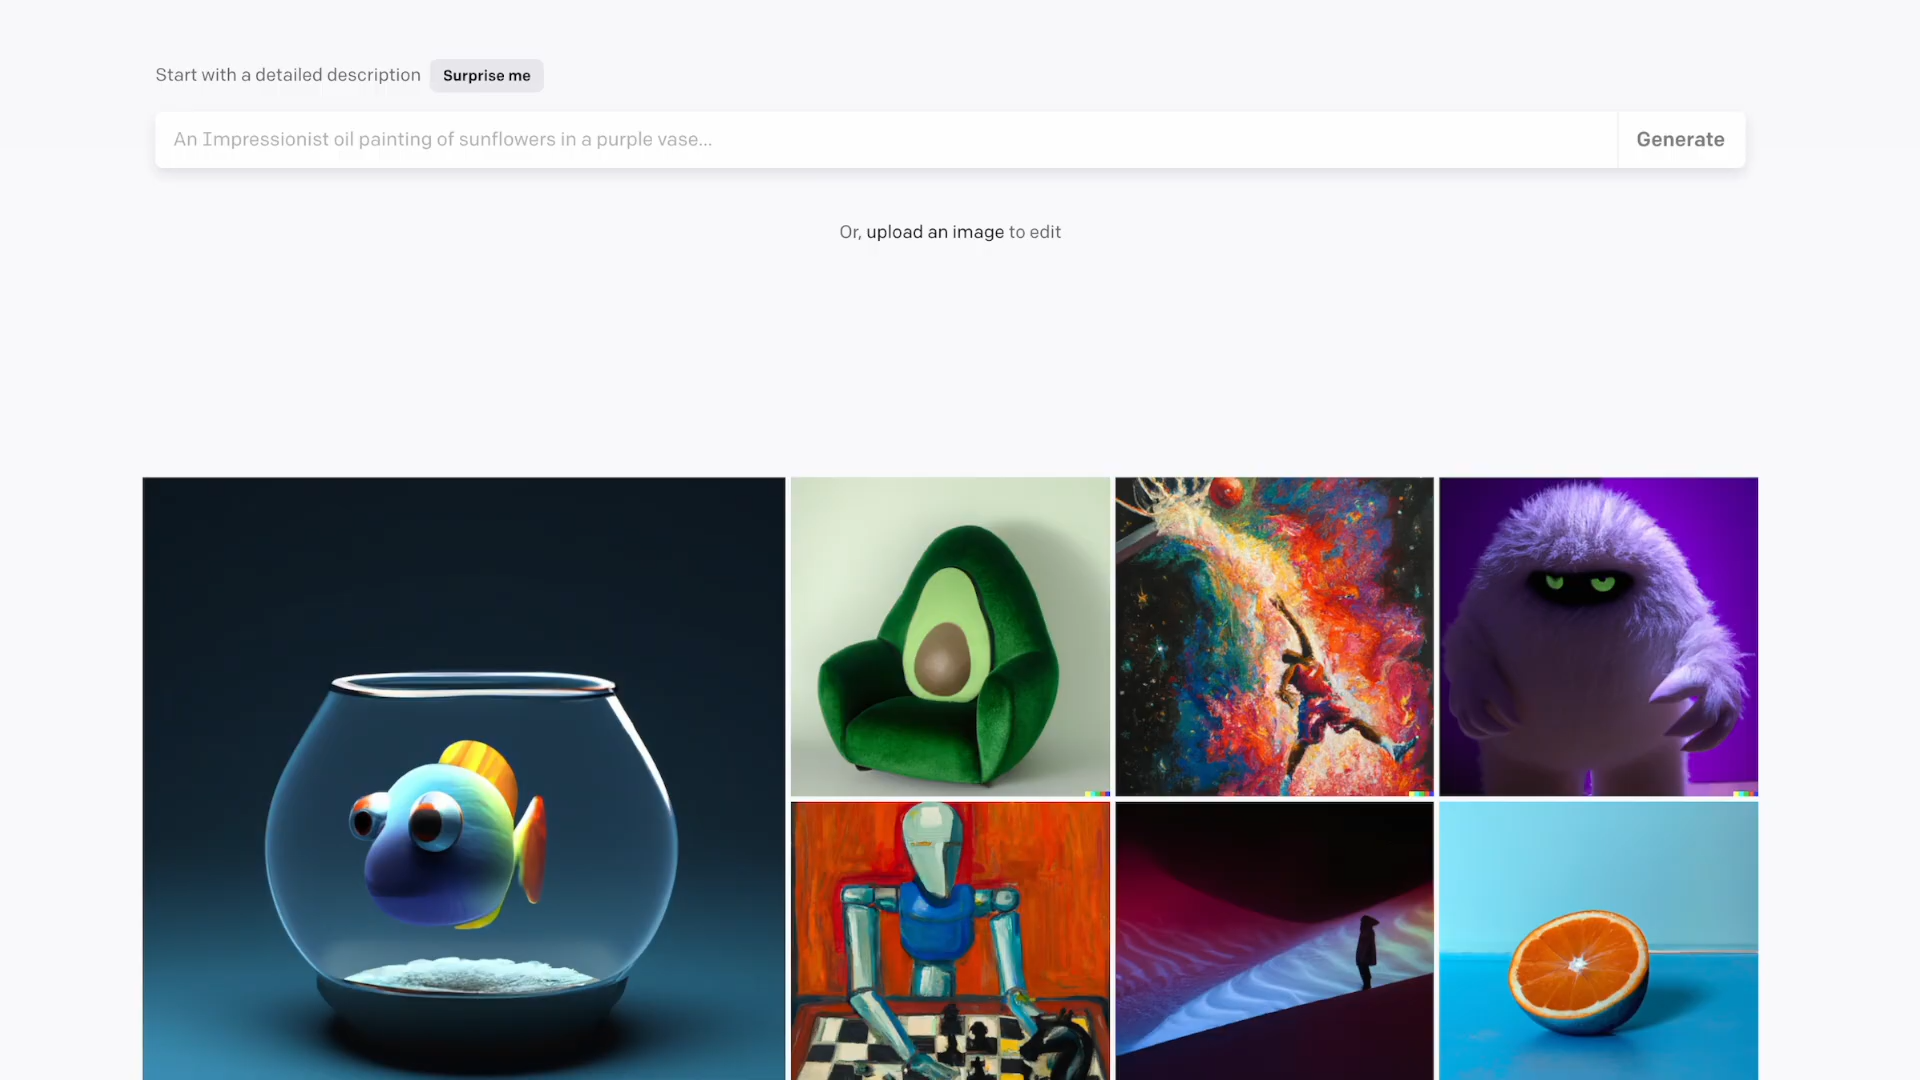 Start with a detailed description Surprise me
An Impressionist oil painting of sunflowers in a purple vase... Generate
Or, upload an image to edit